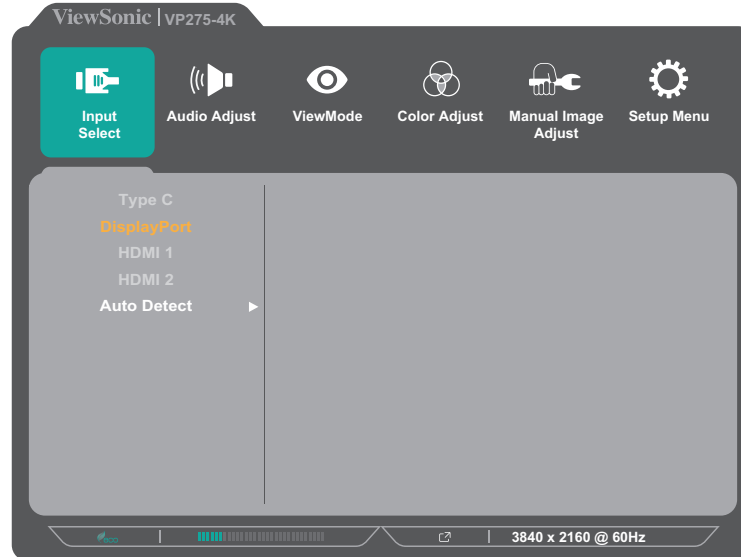 ViewSonic | VP275-4K
Input
Select
Audio Adjust
ViewMode
Color Adjust
Manual Image
Adjust
Setup Menu
Type C
DisplayPort
HDMI 1
HDMI 2
Auto Detect
ECO
3840 x 2160 @ 60Hz